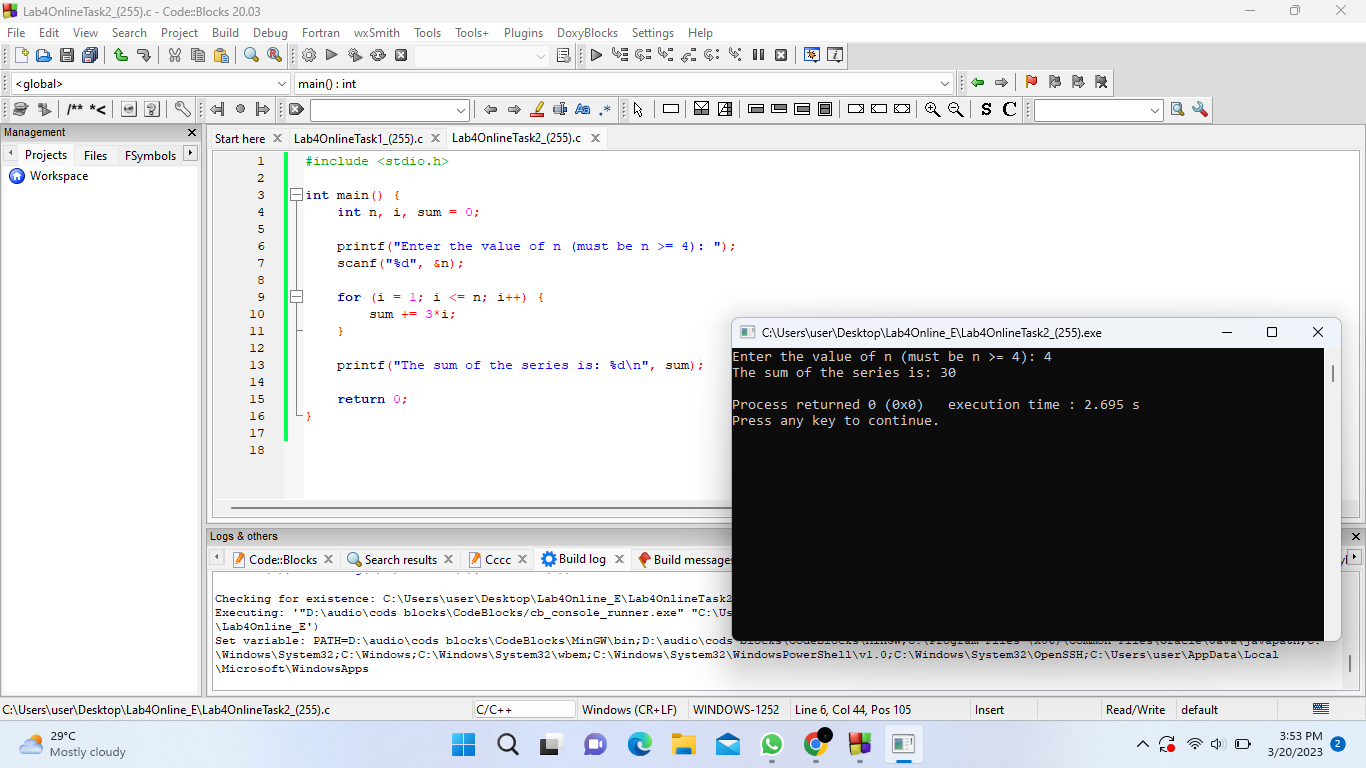 Lab4OnlineTask2_(255).c - Code::Blocks 20.03
File Edit View Search Project Build Debug Fortran wxSmith Tools Tools+ Plugins DoxyBlocks Settings Help
<global> main() : int
/** *< Aa .* S C
Management
Projects Files FSymbols
Workspace
Start here Lab4OnlineTask1_(255).c Lab4OnlineTask2_(255).c
1 #include <stdio.h>
2
3 int main() {
4 int n, i, sum = 0;
5
6 printf("Enter the value of n (must be n >= 4): ");
7 scanf("%d", &n);
8
9 for (i = 1; i <= n; i++) {
10 sum += 3*i;
11 }
12
13 printf("The sum of the series is: %d\n", sum);
14
15 return 0;
16 }
17
18
C:\Users\user\Desktop\Lab4Online_E\Lab4OnlineTask2_(255).exe
Enter the value of n (must be n >= 4): 4
The sum of the series is: 30
Process returned 0 (0x0) execution time : 2.695 s
Press any key to continue.
Logs & others
Code::Blocks Search results Cccc Build log Build messages
Checking for existence: C:\Users\user\Desktop\Lab4Online_E\Lab4OnlineTask2
Executing: '"D:\audio\cods blocks\CodeBlocks/cb_console_runner.exe" "C:\Us
\Lab4Online_E')
Set variable: PATH=D:\audio\cods blocks\CodeBlocks\MinGW\bin;D:\audio\cods
\Windows\System32;C:\Windows;C:\Windows\System32\wbem;C:\Windows\System32\WindowsPowerShell\v1.0;C:\Windows\System32\OpenSSH;C:\Users\user\AppData\Local
\Microsoft\WindowsApps
C:\Users\user\Desktop\Lab4Online_E\Lab4OnlineTask2_(255).c C/C++ Windows (CR+LF) WINDOWS-1252 Line 6, Col 44, Pos 105 Insert Read/Write default
29°C
Mostly cloudy
3:53 PM
3/20/2023
2